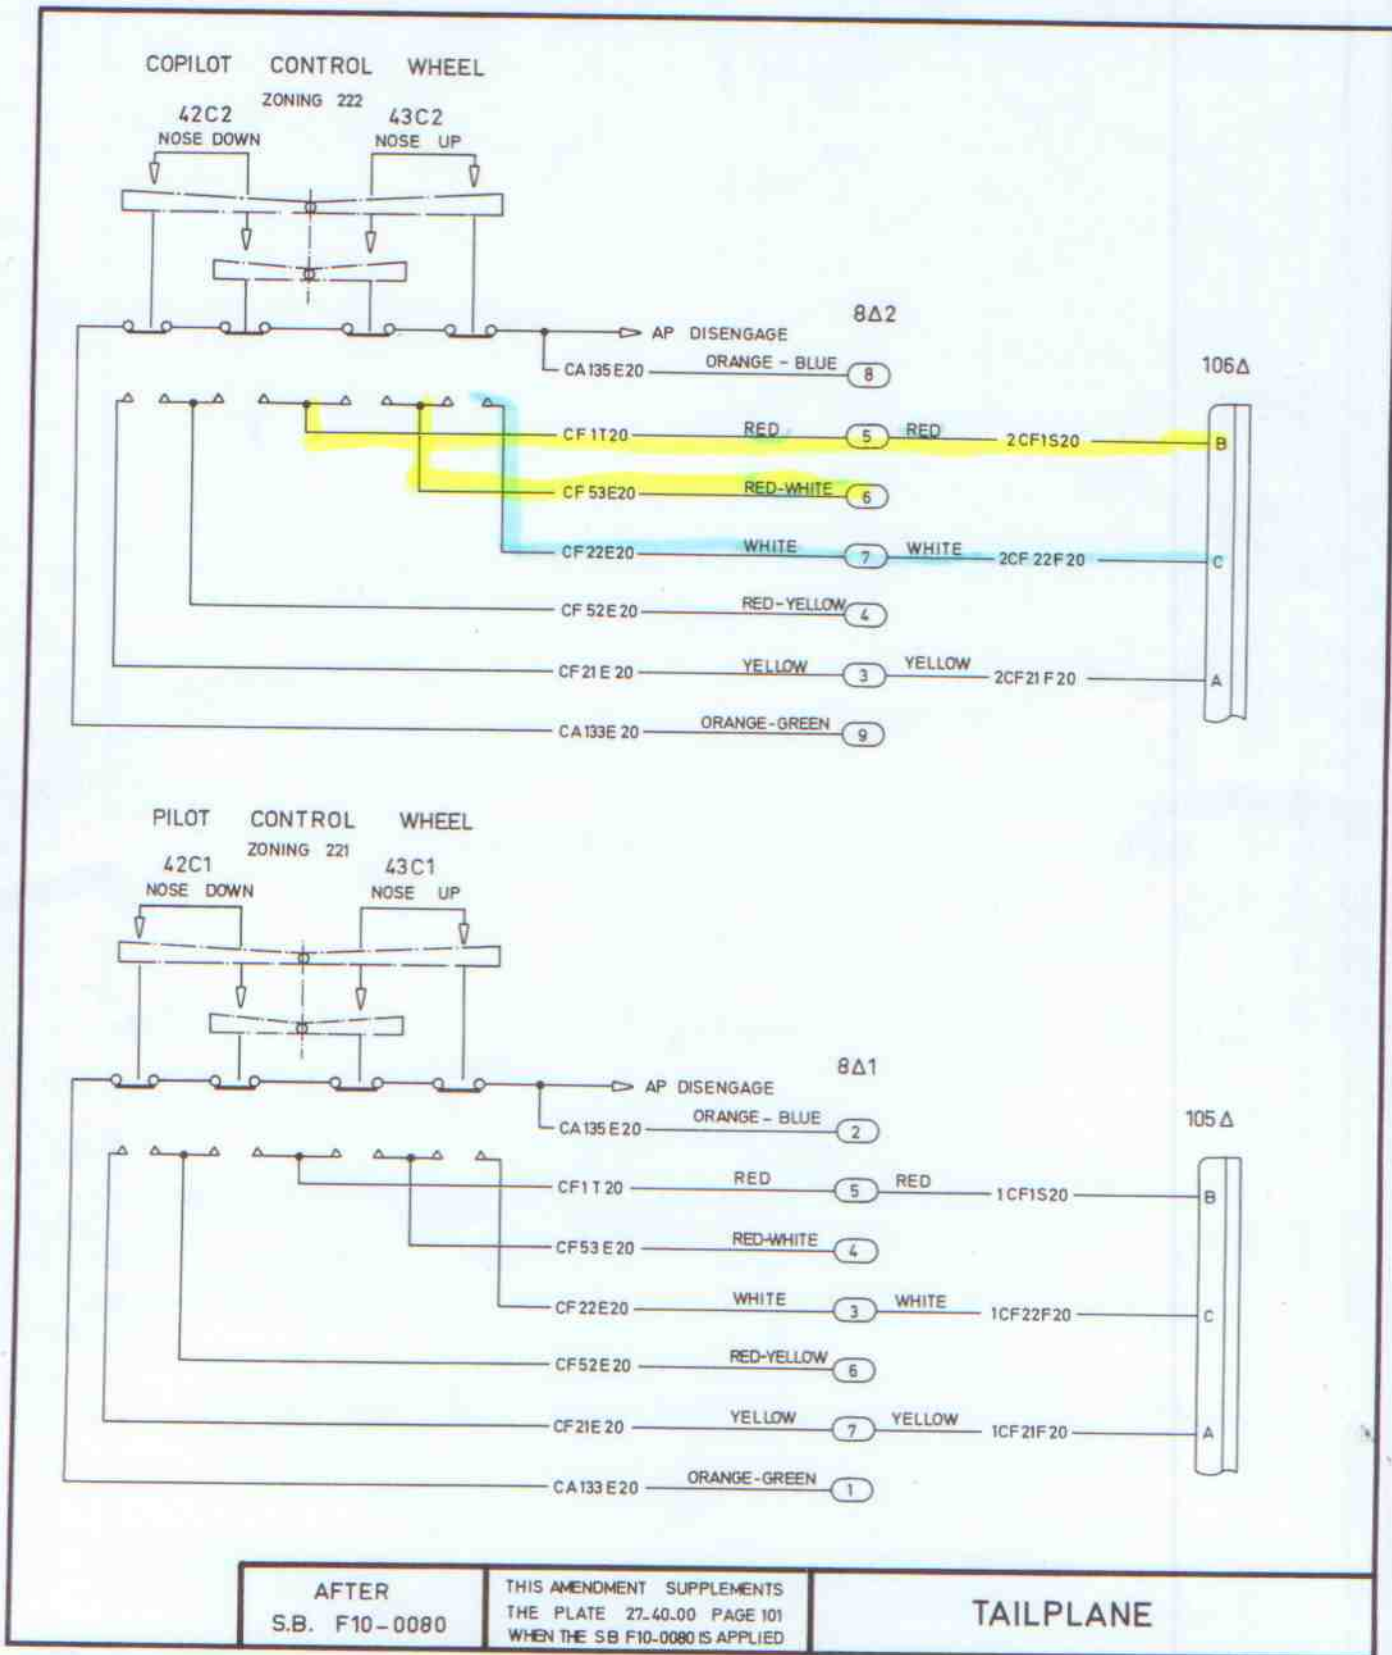 COPILOT CONTROL WHEEL
ZONING 222
42C2 43C2
NOSE DOWN NOSE UP
AP DISENGAGE
8Δ2
CA135E20 ORANGE - BLUE 8
106Δ
CF1T20 RED 5 RED 2CF1S20 B
CF53E20 RED-WHITE 6
CF22E20 WHITE 7 WHITE 2CF22F20 C
CF52E20 RED-YELLOW 4
CF21E20 YELLOW 3 YELLOW 2CF21F20 A
CA133E20 ORANGE-GREEN 9
PILOT CONTROL WHEEL
ZONING 221
42C1 43C1
NOSE DOWN NOSE UP
8Δ1
AP DISENGAGE
CA135E20 ORANGE - BLUE 2
105Δ
CF1T20 RED 5 RED 1CF1S20 B
CF53E20 RED-WHITE 4
CF22E20 WHITE 3 WHITE 1CF22F20 C
CF52E20 RED-YELLOW 6
CF21E20 YELLOW 7 YELLOW 1CF21F20 A
CA133E20 ORANGE-GREEN 1
AFTER
S.B. F10-0080
THIS AMENDMENT SUPPLEMENTS
THE PLATE 27-40-00 PAGE 101
WHEN THE SB F10-0080 IS APPLIED
TAILPLANE